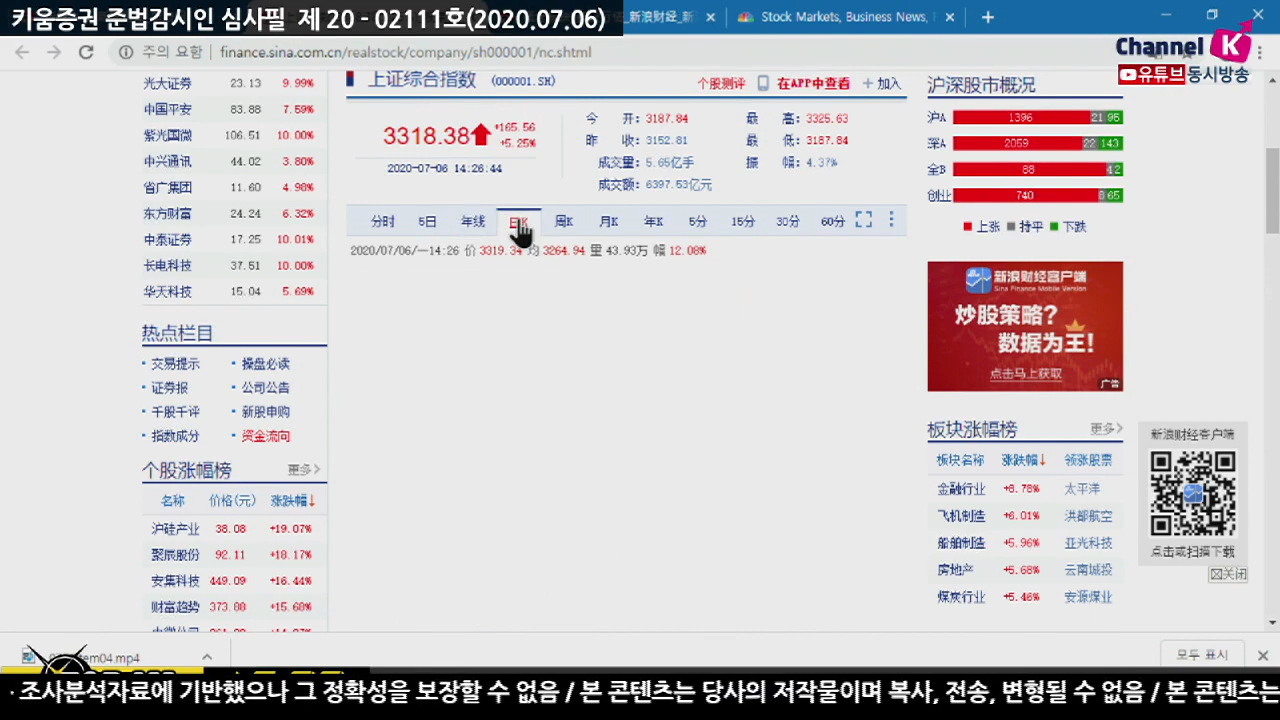 키움증권 준법감시인 심사필 제 20 - 02111호(2020.07.06)
新浪财经_新
Stock Markets, Business News,
주의 요함
finance.sina.com.cn/realstock/company/sh000001/nc.shtml
Channel K
유튜브동시방송
光大证券 23.13 9.99%
中国平安 83.88 7.59%
紫光国微 106.51 10.00%
中兴通讯 44.02 3.80%
省广集团 11.60 4.98%
东方财富 24.24 6.32%
中泰证券 17.25 10.01%
长电科技 37.51 10.00%
华天科技 15.04 5.69%
热点栏目
交易提示 操盘必读
证券报 公司公告
千股千评 新股申购
指数成分 资金流向
个股涨幅榜 更多>
名称 价格(元) 涨跌幅↓
沪硅产业 38.08 +19.07%
聚辰股份 92.11 +18.17%
安集科技 449.09 +16.44%
财富趋势 373.88 +15.68%
上证综合指数 (000001.SH)
个股测评 在APP中查看 +加入
3318.38 +165.56
+5.25%
2020-07-06 14:26:44
今 开: 3187.84 最 高: 3325.63
昨 收: 3152.81 最 低: 3187.84
成交量: 5.65亿手 振 幅: 4.37%
成交额: 6397.53亿元
分时 5日 年线 日K 周K 月K 年K 5分 15分 30分 60分
2020/07/06/一14:26 价 3319.34 均 3264.94 量 43.93万 幅 12.08%
沪深股市概况
沪A 1396 21 95
深A 2059 22 143
全B 88 42
创业 740 865
上涨 持平 下跌
新浪财经客户端
Sina Finance Mobile Version
炒股策略?
数据为王!
点击马上获取
广告
板块涨幅榜 更多>
板块名称 涨跌幅↓ 领涨股票
金融行业 +6.78% 太平洋
飞机制造 +6.01% 洪都航空
船舶制造 +5.96% 亚光科技
房地产 +5.68% 云南城投
煤炭行业 +5.46% 安源煤业
新浪财经客户端
点击或扫描下载
关闭
모두 표시
· 조사분석자료에 기반했으나 그 정확성을 보장할 수 없음 / 본 콘텐츠는 당사의 저작물이며 복사, 전송, 변형될 수 없음 / 본 콘텐츠는